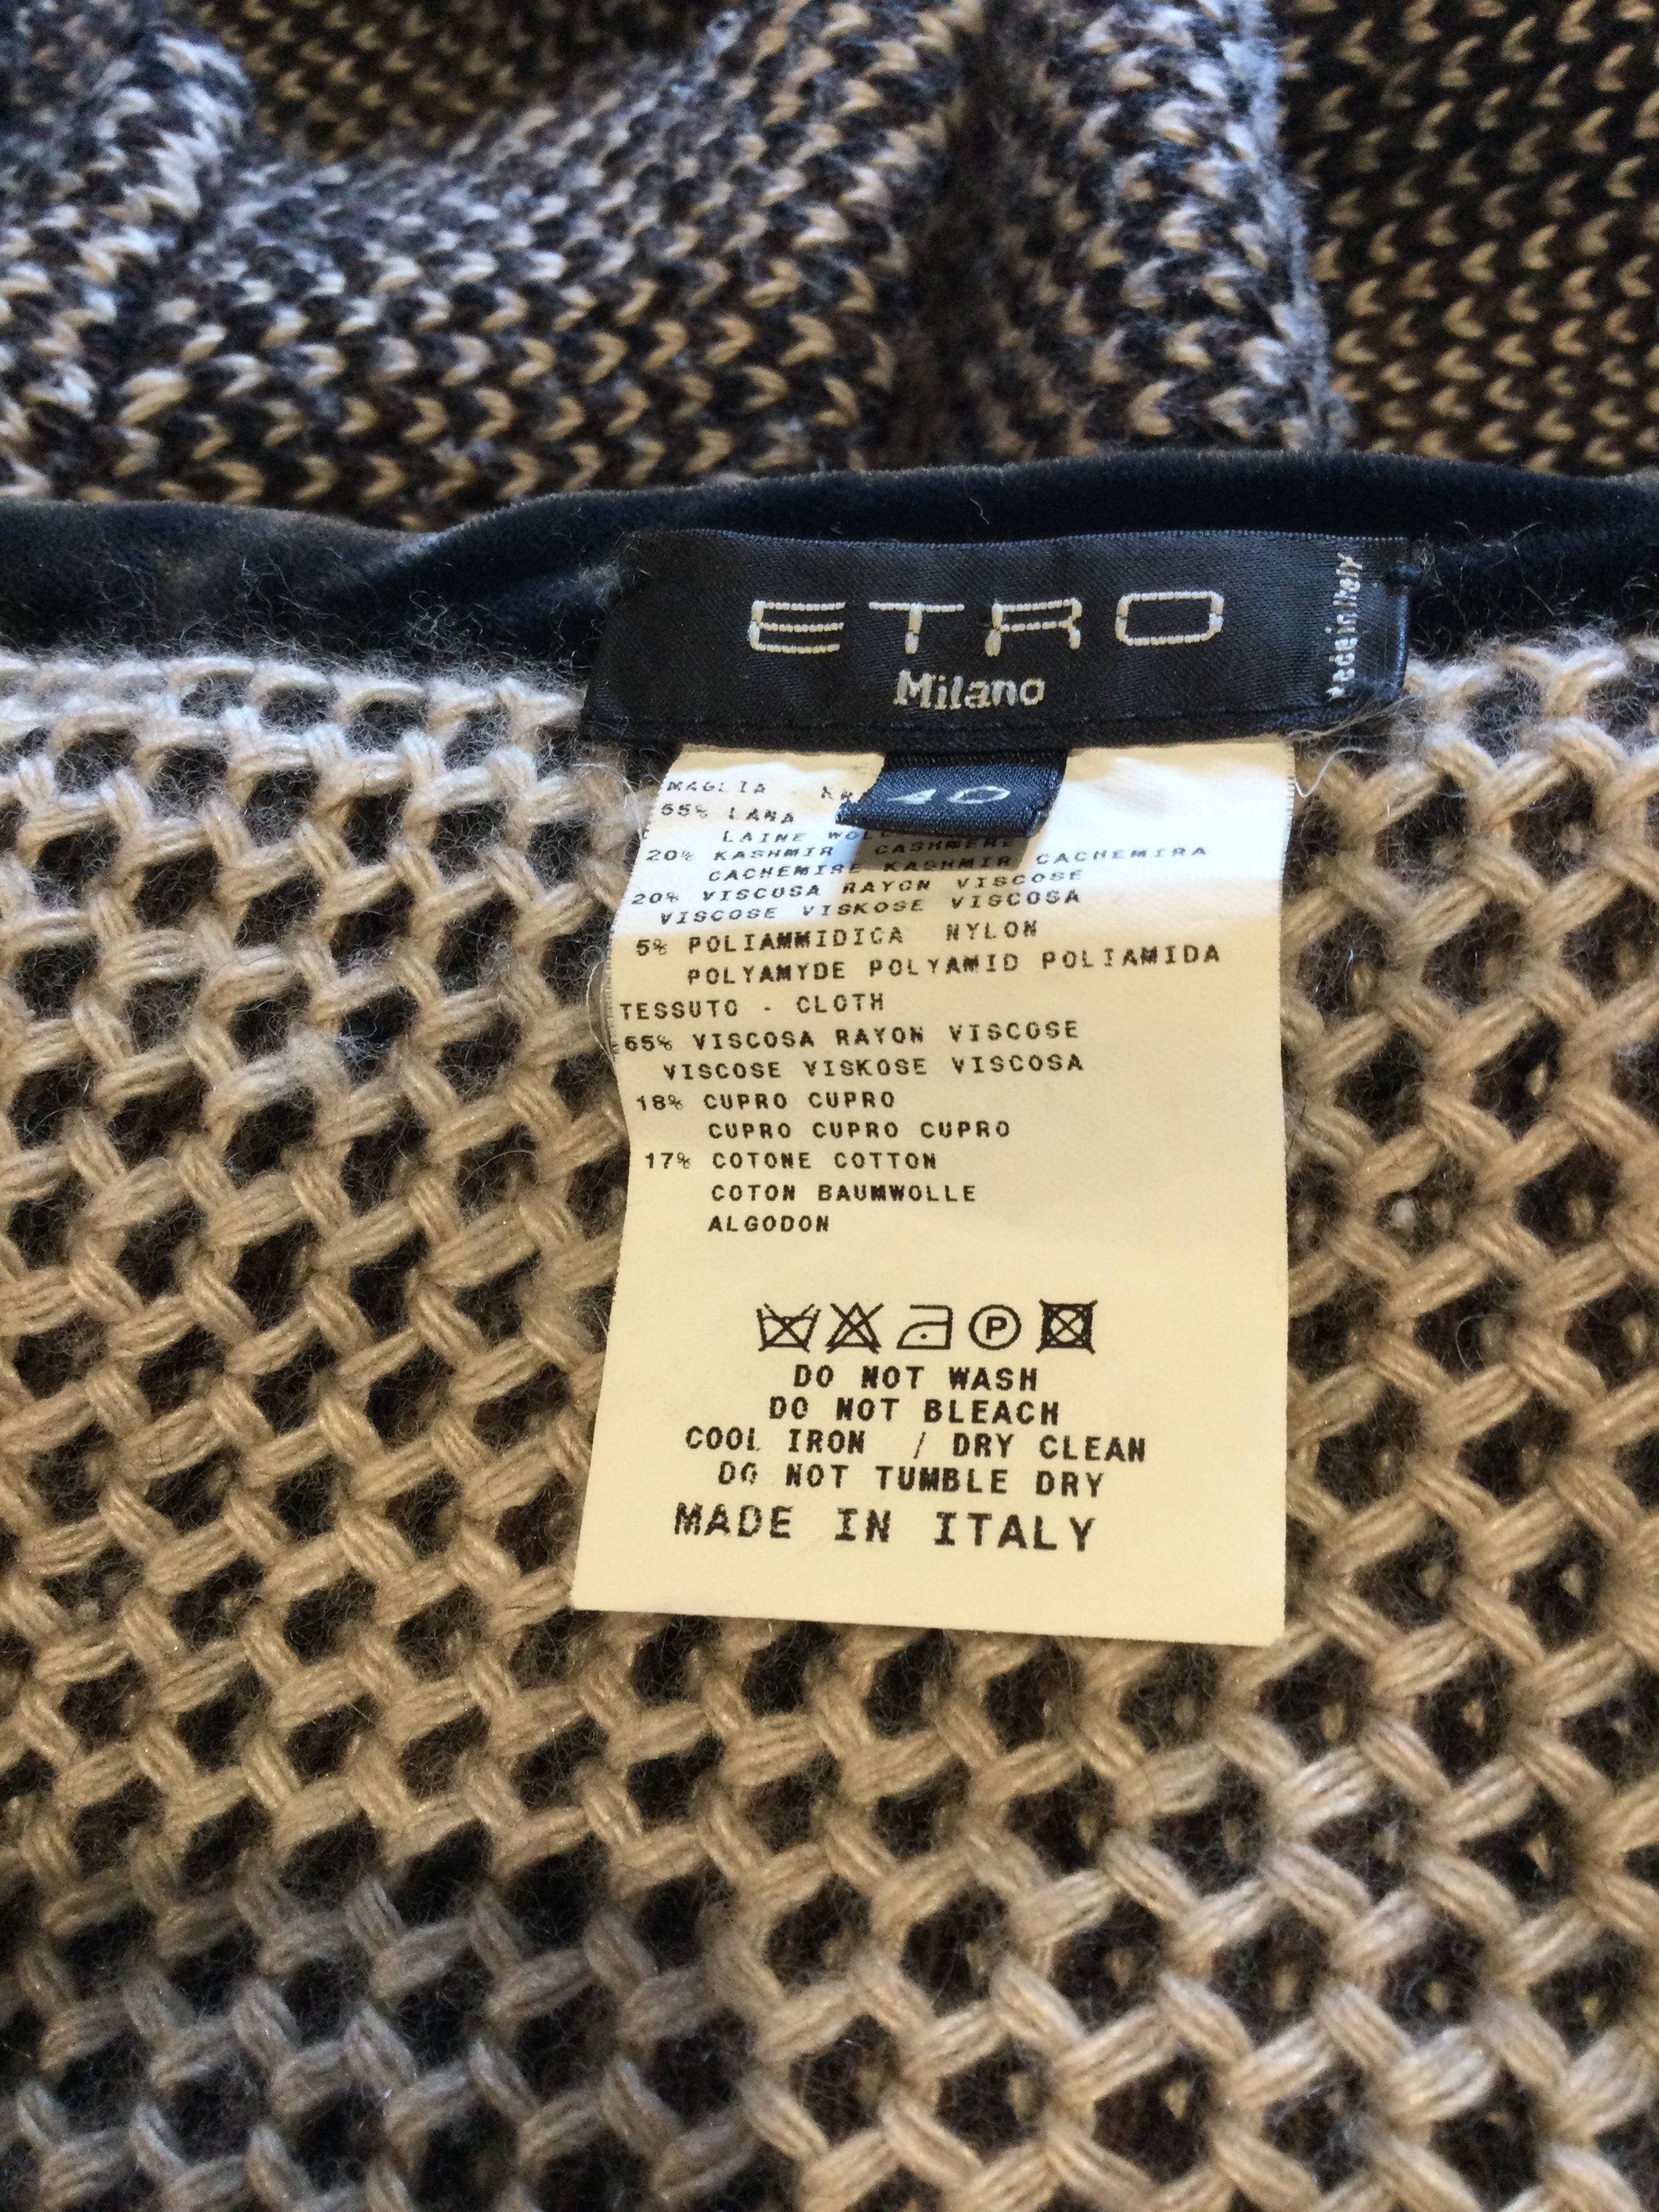 ETRO
Milano
made in Italy
40
MAGLIA
55% LANA
LAINE
20% KASHMIR CASHMERE
CACHEMIRE KASHMIR CACHEMIRA
20% VISCOSA RAYON VISCOSE
VISCOSE VISKOSE VISCOSA
5% POLIAMMIDICA NYLON
POLYAMYDE POLYAMID POLIAMIDA
TESSUTO - CLOTH
65% VISCOSA RAYON VISCOSE
VISCOSE VISKOSE VISCOSA
18% CUPRO CUPRO
CUPRO CUPRO CUPRO
17% COTONE COTTON
COTON BAUMWOLLE
ALGODON
P
DO NOT WASH
DO NOT BLEACH
COOL IRON / DRY CLEAN
DO NOT TUMBLE DRY
MADE IN ITALY